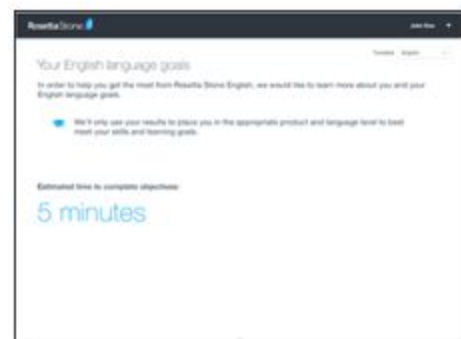 RosettaStone
Translate English
Your English language goals
In order to help you get the most from Rosetta Stone English, we would like to learn more about you and your
English language goals.
We'll only use your results to place you in the appropriate product and language level to best
meet your skills and learning goals.
Estimated time to complete objectives
5 minutes